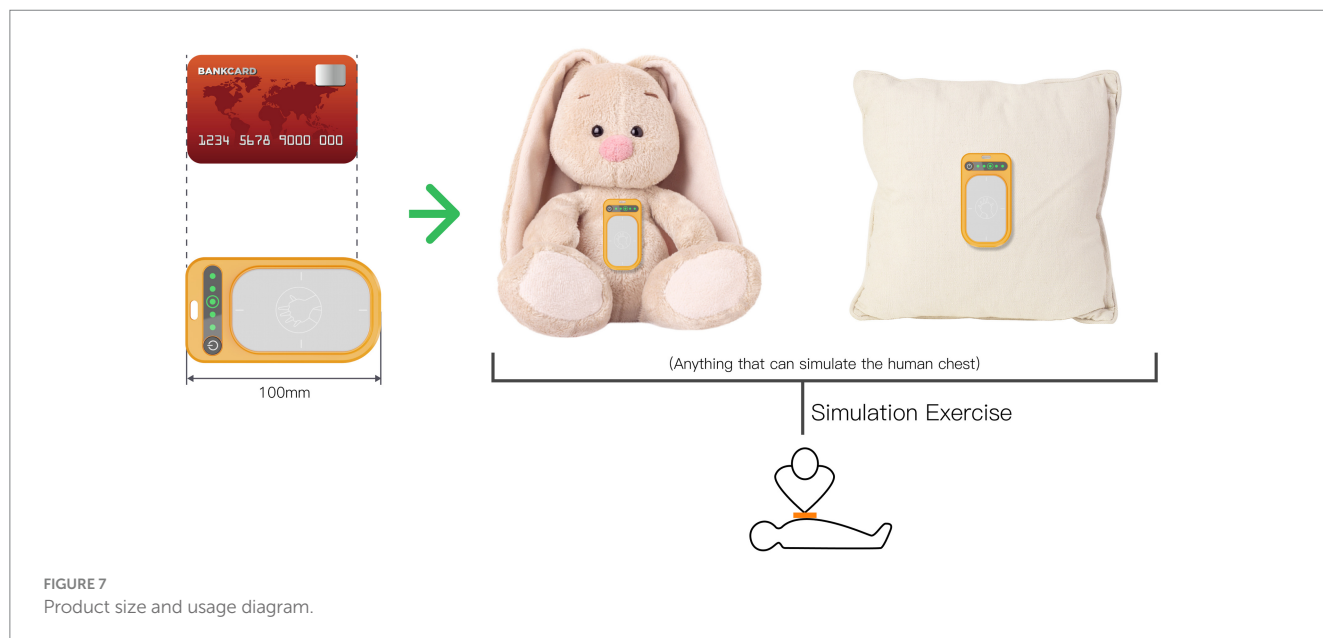 BANKCARD
1234 5678 9000 000
100mm
(Anything that can simulate the human chest)
Simulation Exercise
FIGURE 7
Product size and usage diagram.